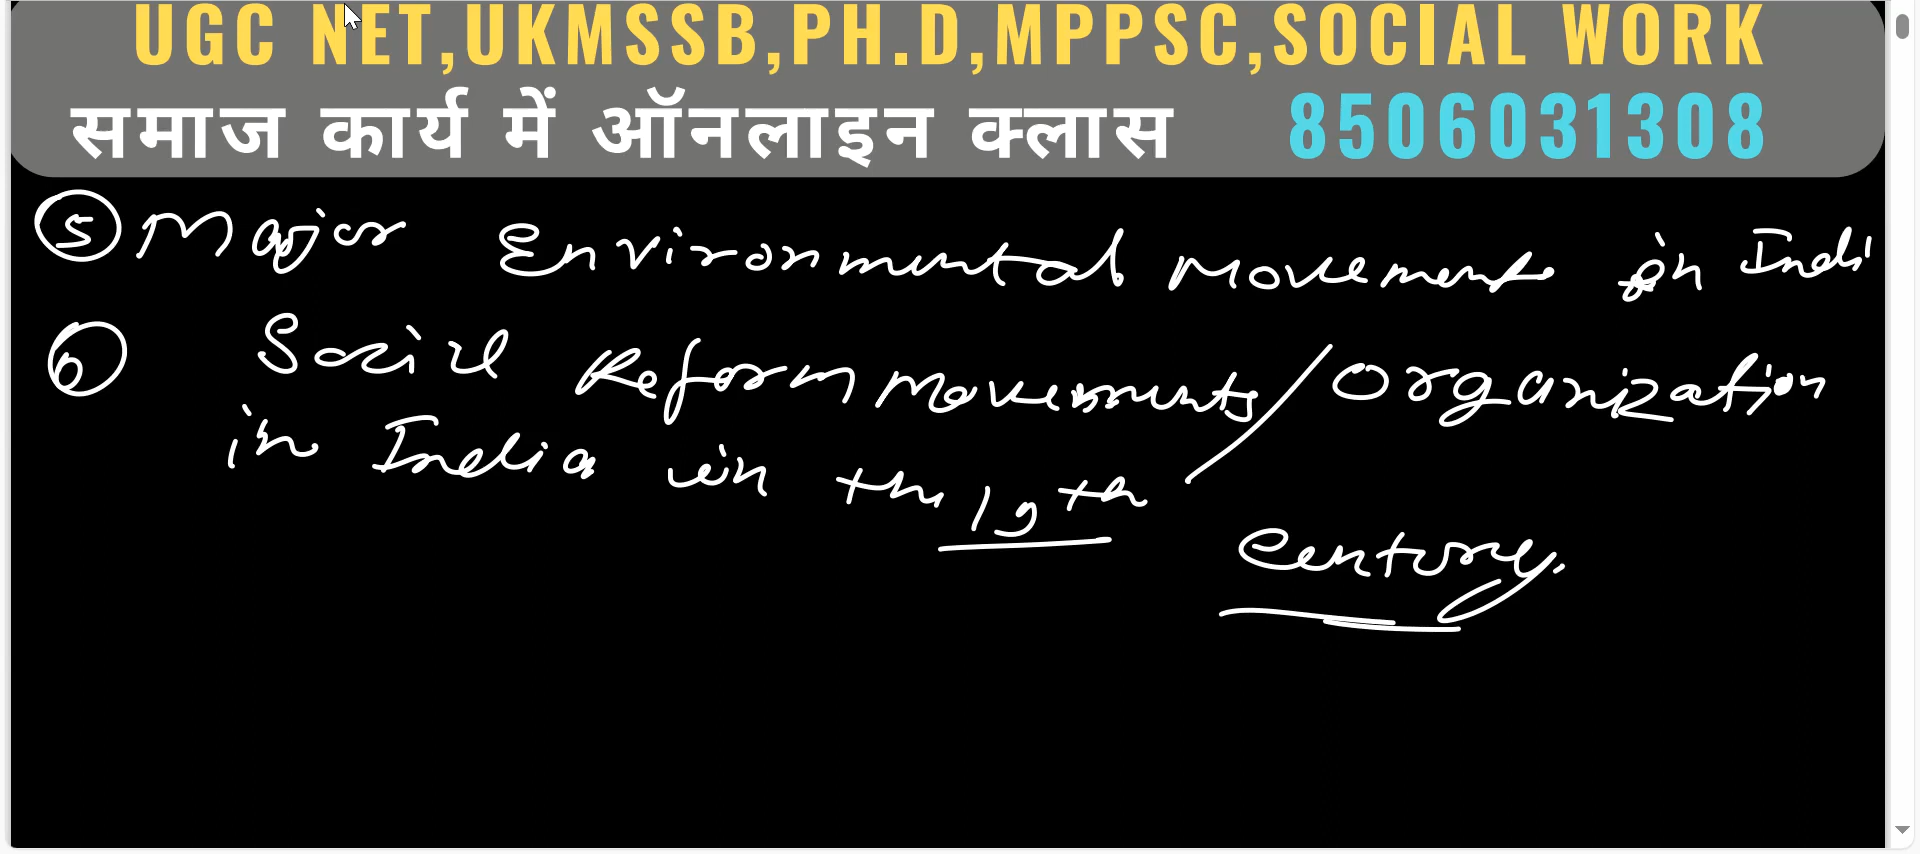 UGC NET,UKMSSB,PH.D,MPPSC,SOCIAL WORK
समाज कार्य में ऑनलाइन क्लास 8506031308
5 Major Environmental Movements in Indi
6 Social Reform Movements/Organization
in India in the 19th
Century.